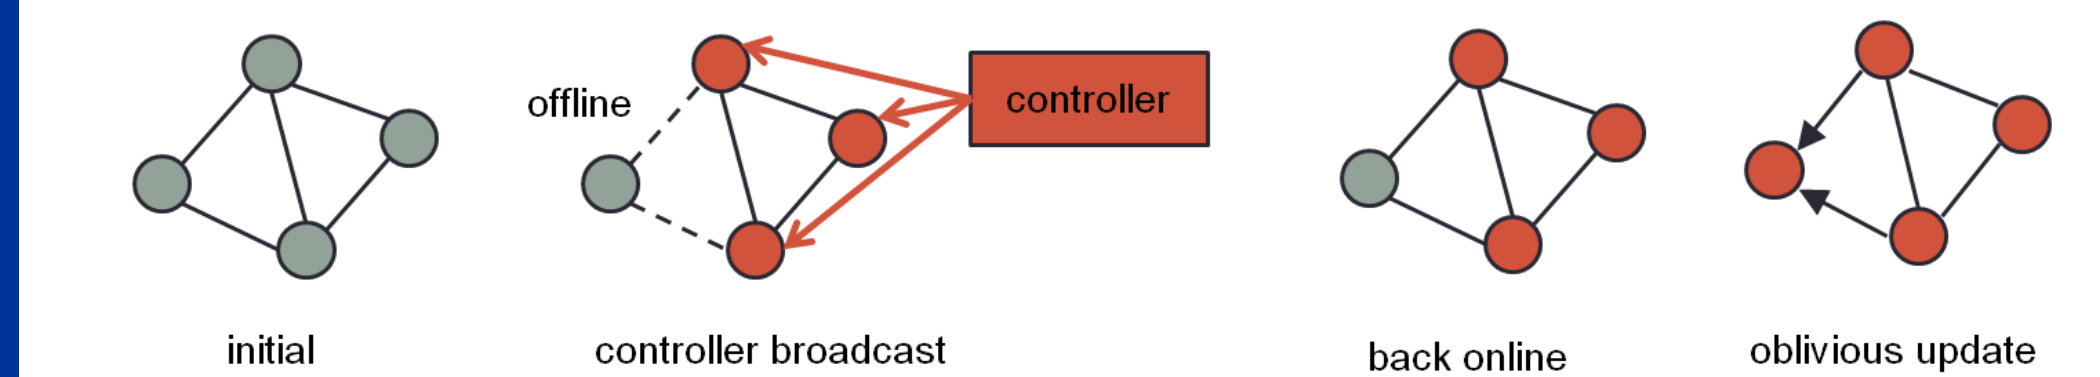 offline
controller
initial
controller broadcast
back online
oblivious update